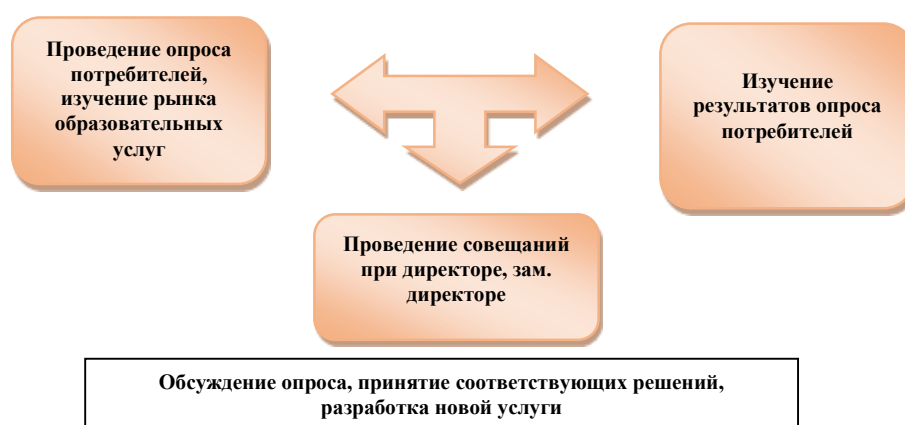 Проведение опроса
потребителей,
изучение рынка
образовательных
услуг
Изучение
результатов опроса
потребителей
Проведение совещаний
при директоре, зам.
директоре
Обсуждение опроса, принятие соответствующих решений,
разработка новой услуги